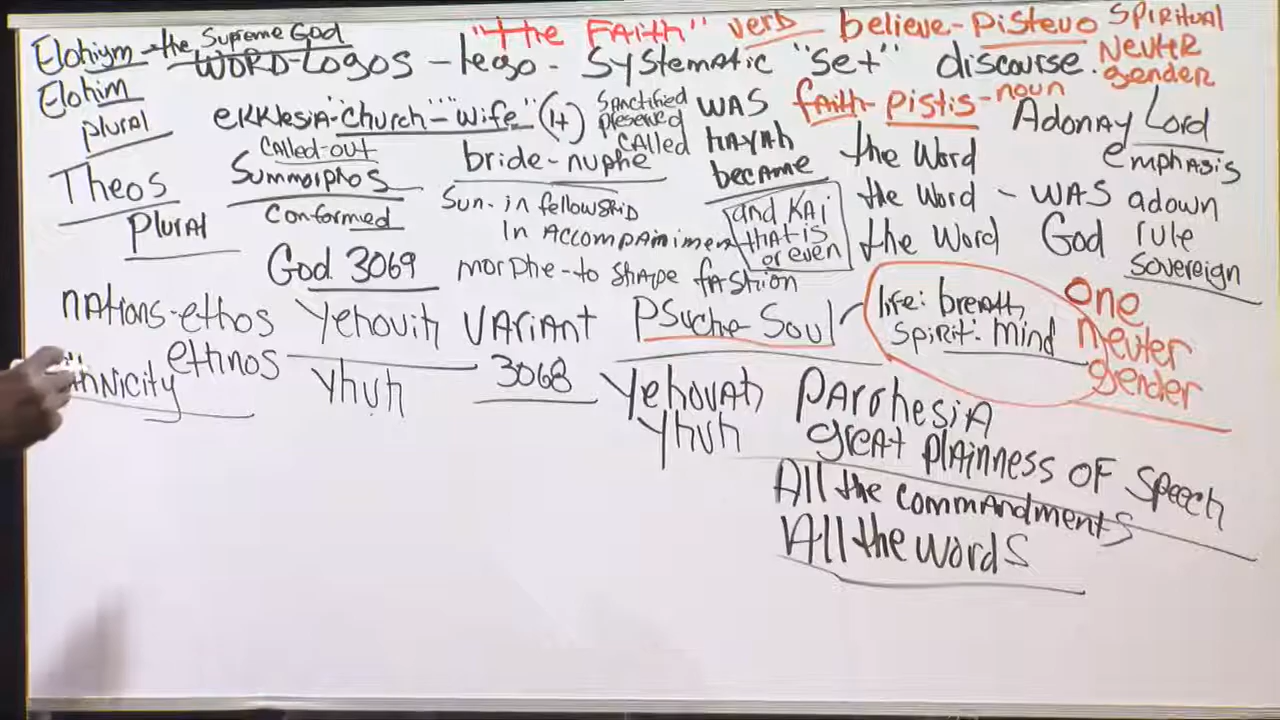 Elohiym - the Supreme God "the FAith" verb believe - Pisteuo SPIRITUAL
WORD - LOGOS - lego - Systematic "Set" discourse. NEUTER
gender
Elohim
plural
ekklesia - "church" - "wife" (14) Sanctified WAS faith - pistis - noun Adonay Lord
preserved
CALLED HAYAH
CALLED-out bride - nuphe became the Word emphasis
Theos
Plural
Summorphos
Conformed
Sun - in fellowship
In Accompaniment
and KAi
that is
or even
the Word - WAS adown
the Word God rule
sovereign
God 3069 morphe - to shape fashion
nAtions - ethos Yehovih VARiANt PSuche Soul life: breath, one
spirit: mind neuter
gender
ethnos
Yhuh 3068 Yehovah PArrhesiA
yhuh great plainness of speech
All the commandments
All the words